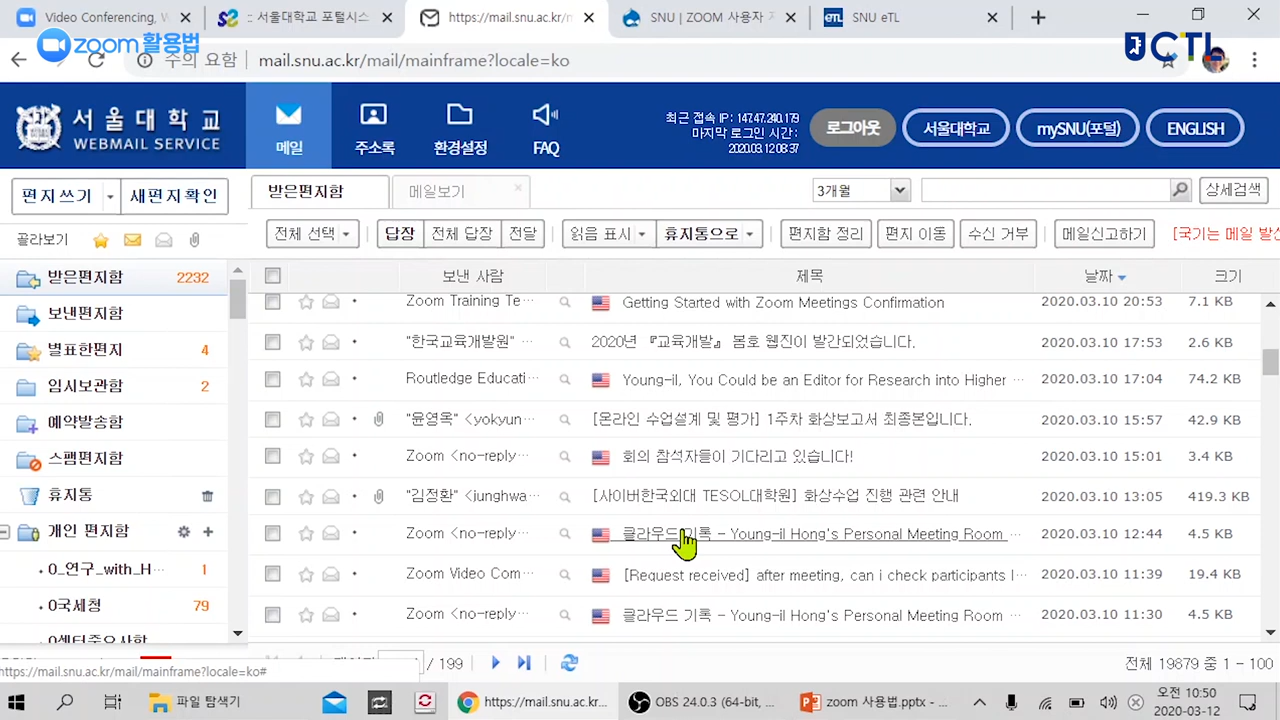 Video Conferencing, W
:: 서울대학교 포털시스
https://mail.snu.ac.kr/m
SNU | ZOOM 사용자 지
SNU eTL
zoom 활용법
CTL
주의 요함
mail.snu.ac.kr/mail/mainframe?locale=ko
서울대학교
WEBMAIL SERVICE
메일
주소록
환경설정
FAQ
최근 접속 IP : 147.47.240.179
마지막 로그인 시간 :
2020.03.12 08:37
로그아웃
서울대학교
mySNU(포털)
ENGLISH
편지쓰기
새편지확인
받은편지함
메일보기
3개월
상세검색
골라보기
전체 선택
답장
전체 답장
전달
읽음 표시
휴지통으로
편지함 정리
편지 이동
수신 거부
메일신고하기
[국기는 메일 발신
받은편지함 2232
보낸편지함
별표한편지 4
임시보관함 2
예약발송함
스팸편지함
휴지통
개인 편지함
0_연구_with_H··· 1
0국세청 79
0센터주요사항
보낸 사람 제목 날짜 크기
Zoom Training Te··· Getting Started with Zoom Meetings Confirmation 2020.03.10 20:53 7.1 KB
"한국교육개발원" ··· 2020년 『교육개발』 봄호 웹진이 발간되었습니다. 2020.03.10 17:53 2.6 KB
Routledge Educati··· Young-il, You Could be an Editor for Research into Higher ··· 2020.03.10 17:04 74.2 KB
"윤영옥" <yokyun··· [온라인 수업설계 및 평가] 1주차 화상보고서 최종본입니다. 2020.03.10 15:57 42.9 KB
Zoom <no-reply··· 회의 참석자들이 기다리고 있습니다! 2020.03.10 15:01 3.4 KB
"김정환" <junghwa··· [사이버한국외대 TESOL대학원] 화상수업 진행 관련 안내 2020.03.10 13:05 419.3 KB
Zoom <no-reply··· 클라우드 기록 - Young-il Hong's Personal Meeting Room ··· 2020.03.10 12:44 4.5 KB
Zoom Video Com··· [Request received] after meeting, can i check participants l··· 2020.03.10 11:39 19.4 KB
Zoom <no-reply··· 클라우드 기록 - Young-il Hong's Personal Meeting Room ··· 2020.03.10 11:30 4.5 KB
/ 199
전체 19879 중 1 - 100
https://mail.snu.ac.kr/mail/mainframe?locale=ko#
파일 탐색기
https://mail.snu.ac.kr...
OBS 24.0.3 (64-bit, ...
zoom 사용법.pptx - ...
오전 10:50
2020-03-12